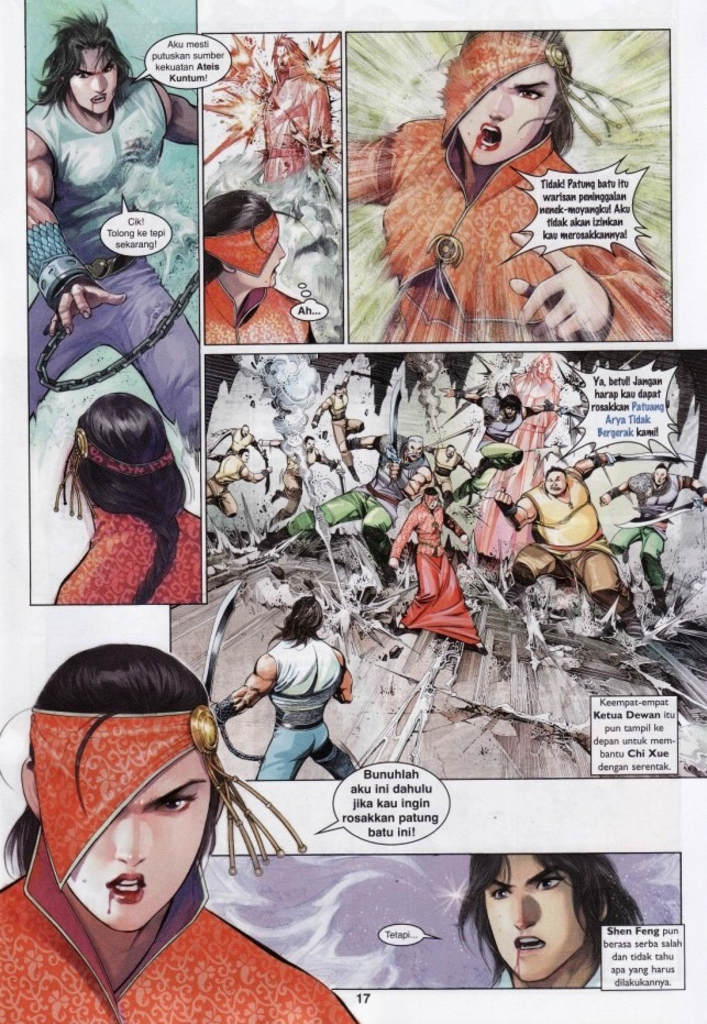 Aku mesti
putuskan sumber
kekuatan Ateis
Kuntum!
Cik!
Tolong ke tepi
sekarang!
Ah...
Tidak! Patung batu itu
warisan peninggalan
nenek-moyangku! Aku
tidak akan izinkan
kau merosakkannya!
Ya, betul! Jangan
harap kau dapat
rosakkan Patuang
Arya Tidak
Bergerak kami!
Keempat-empat
Ketua Dewan itu
pun tampil ke
depan untuk mem-
bantu Chi Xue
dengan serentak.
Bunuhlah
aku ini dahulu
jika kau ingin
rosakkan patung
batu ini!
Tetapi...
Shen Feng pun
berasa serba salah
dan tidak tahu
apa yang harus
dilakukannya.
17